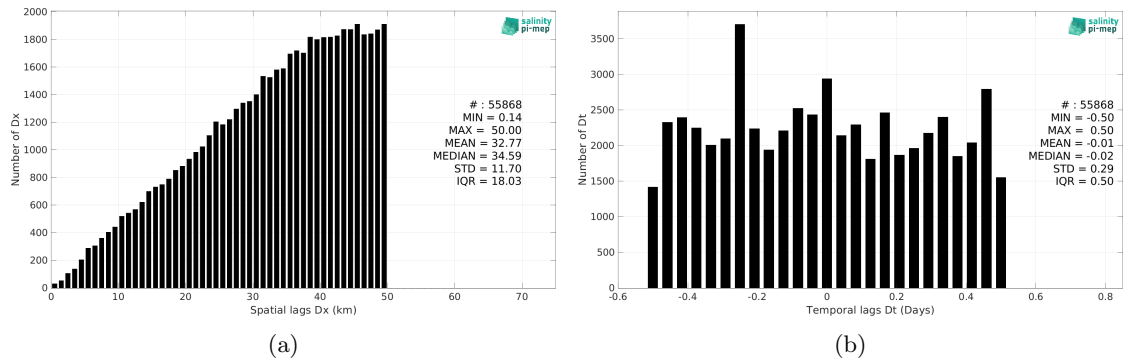 2000
1800
1600
1400
1200
1000
800
600
400
200
0
Number of Dx
0 10 20 30 40 50 60 70
Spatial lags Dx (km)
salinity
pi-mep
# : 55868
MIN = 0.14
MAX = 50.00
MEAN = 32.77
MEDIAN = 34.59
STD = 11.70
IQR = 18.03
(a)
3500
3000
2500
2000
1500
1000
500
0
Number of Dt
-0.6 -0.4 -0.2 0 0.2 0.4 0.6 0.8
Temporal lags Dt (Days)
salinity
pi-mep
# : 55868
MIN = -0.50
MAX = 0.50
MEAN = -0.01
MEDIAN = -0.02
STD = 0.29
IQR = 0.50
(b)